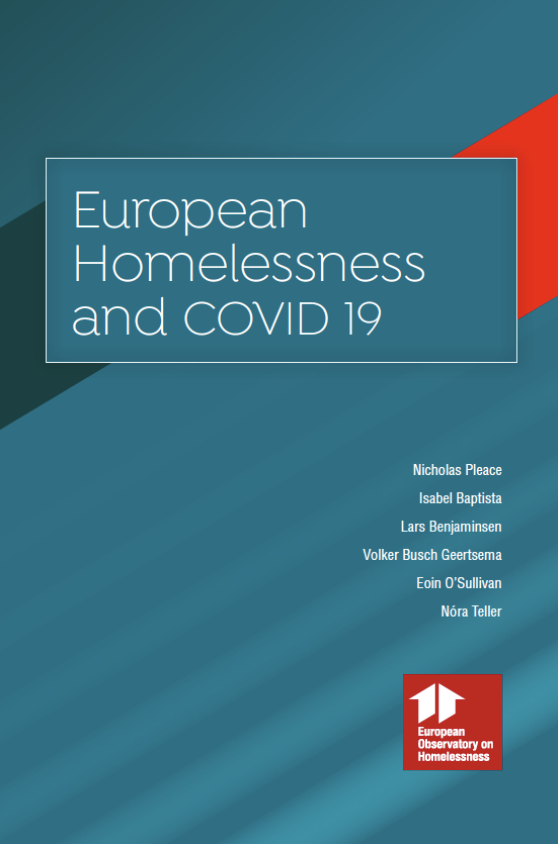 European
Homelessness
and COVID 19
Nicholas Pleace
Isabel Baptista
Lars Benjaminsen
Volker Busch Geertsema
Eoin O'Sullivan
Nóra Teller
European
Observatory on
Homelessness